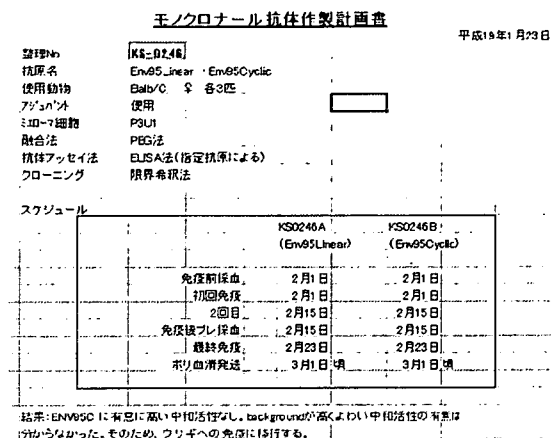 モノクロナール抗体作製計画書
平成19年1月23日
整理No KS-0246
抗原名 Env95Linear ・Env95Cyclic
使用動物 Balb/C ♀ 各3匹
アジュバント 使用
ミエローマ細胞 P3U1
融合法 PEG法
抗体アッセイ法 ELISA法(指定抗原による)
クローニング 限界希釈法
スケジュール
KS0246A KS0246B
(Env95Linear) (Env95Cyclic)
免疫前採血 2月1日 2月1日
初回免疫 2月1日 2月1日
2回目 2月15日 2月15日
免疫後プレ採血 2月15日 2月15日
最終免疫 2月23日 2月23日
ポリ血清発送 3月1日 頃 3月1日 頃
結果:ENV95C に有意に高い中和活性なし。backgroundが高くよわい中和活性の有無は
分からなかった。そのため、ウサギへの免疫に移行する。